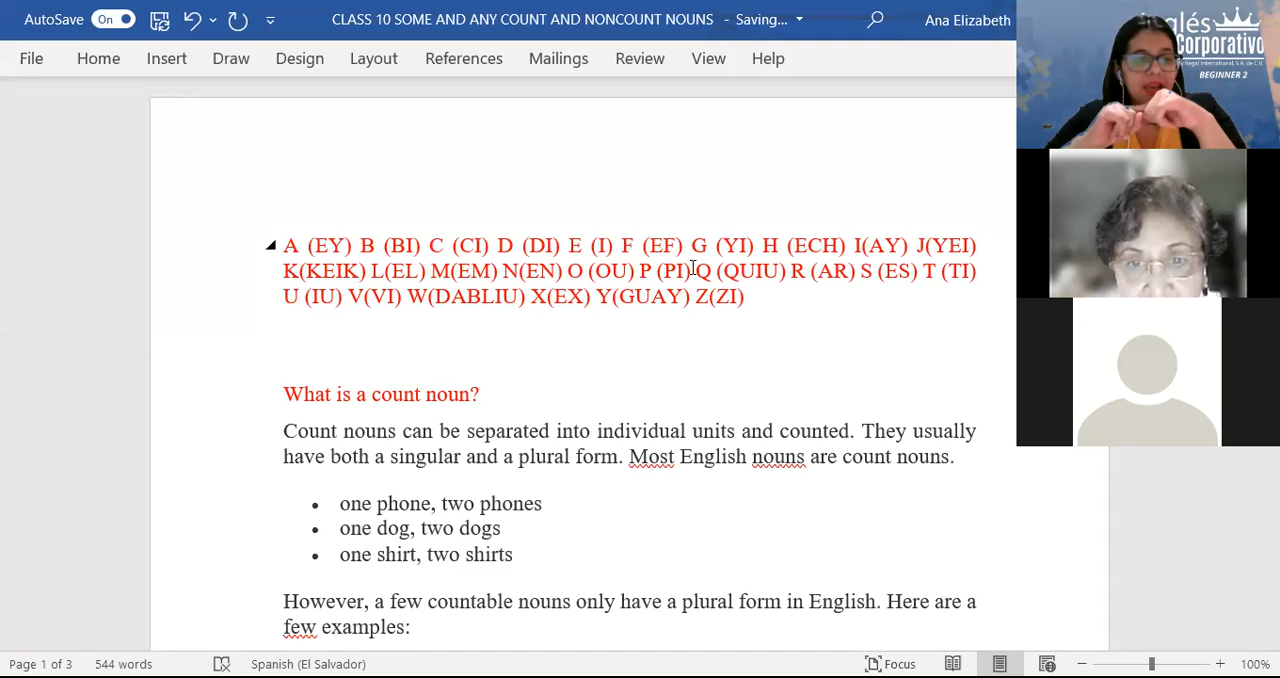 AutoSave On CLASS 10 SOME AND ANY COUNT AND NONCOUNT NOUNS - Saving... Ana Elizabeth
File Home Insert Draw Design Layout References Mailings Review View Help
Inglés
Corporativo
Regal International, S.A. de C.V.
BEGINNER 2
A (EY) B (BI) C (CI) D (DI) E (I) F (EF) G (YI) H (ECH) I(AY) J(YEI)
K(KEIK) L(EL) M(EM) N(EN) O (OU) P (PI) Q (QUIU) R (AR) S (ES) T (TI)
U (IU) V(VI) W(DABLIU) X(EX) Y(GUAY) Z(ZI)
What is a count noun?
Count nouns can be separated into individual units and counted. They usually
have both a singular and a plural form. Most English nouns are count nouns.
• one phone, two phones
• one dog, two dogs
• one shirt, two shirts
However, a few countable nouns only have a plural form in English. Here are a
few examples:
Page 1 of 3 544 words Spanish (El Salvador) Focus 100%